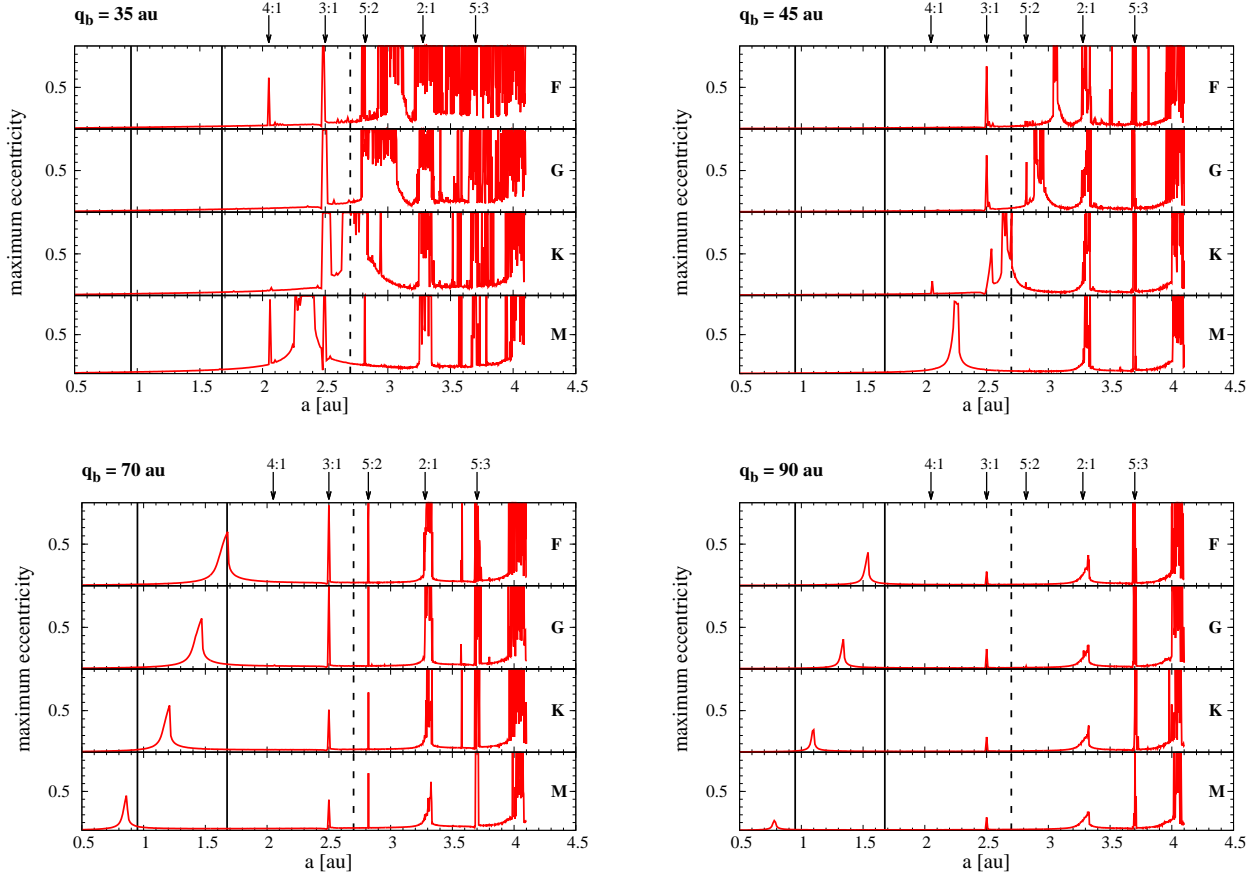 q_b = 35 au
4:1 3:1 5:2 2:1 5:3
maximum eccentricity
0.5 F
0.5 G
0.5 K
0.5 M
0.5 1 1.5 2 2.5 3 3.5 4 4.5
a [au]
q_b = 45 au
4:1 3:1 5:2 2:1 5:3
maximum eccentricity
0.5 F
0.5 G
0.5 K
0.5 M
0.5 1 1.5 2 2.5 3 3.5 4 4.5
a [au]
q_b = 70 au
4:1 3:1 5:2 2:1 5:3
maximum eccentricity
0.5 F
0.5 G
0.5 K
0.5 M
0.5 1 1.5 2 2.5 3 3.5 4 4.5
a [au]
q_b = 90 au
4:1 3:1 5:2 2:1 5:3
maximum eccentricity
0.5 F
0.5 G
0.5 K
0.5 M
0.5 1 1.5 2 2.5 3 3.5 4 4.5
a [au]